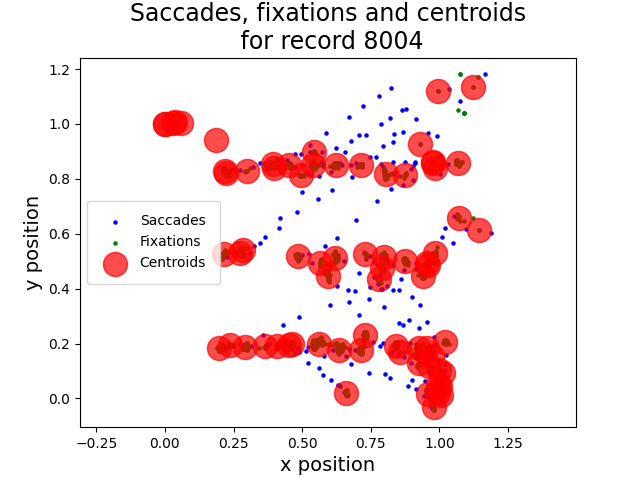 Saccades, fixations and centroids
for record 8004
y position
1.2
1.0
0.8
0.6
0.4
0.2
0.0
Saccades
Fixations
Centroids
−0.25 0.00 0.25 0.50 0.75 1.00 1.25
x position